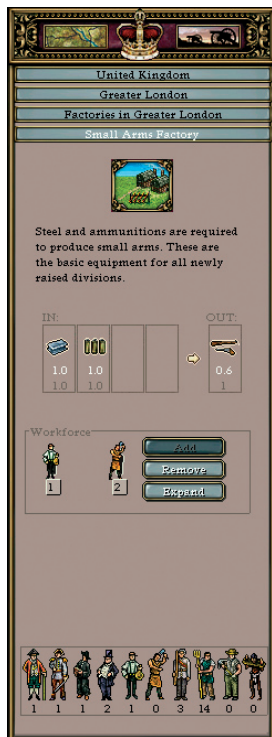 United Kingdom
Greater London
Factories in Greater London
Small Arms Factory
Steel and ammunitions are required
to produce small arms. These are
the basic equipment for all newly
raised divisions.
IN: OUT:
1.0 1.0 0.6
1.0 1.0 1
Workforce
Add
Remove
Expand
1 2
1 1 1 2 1 0 3 14 0 0